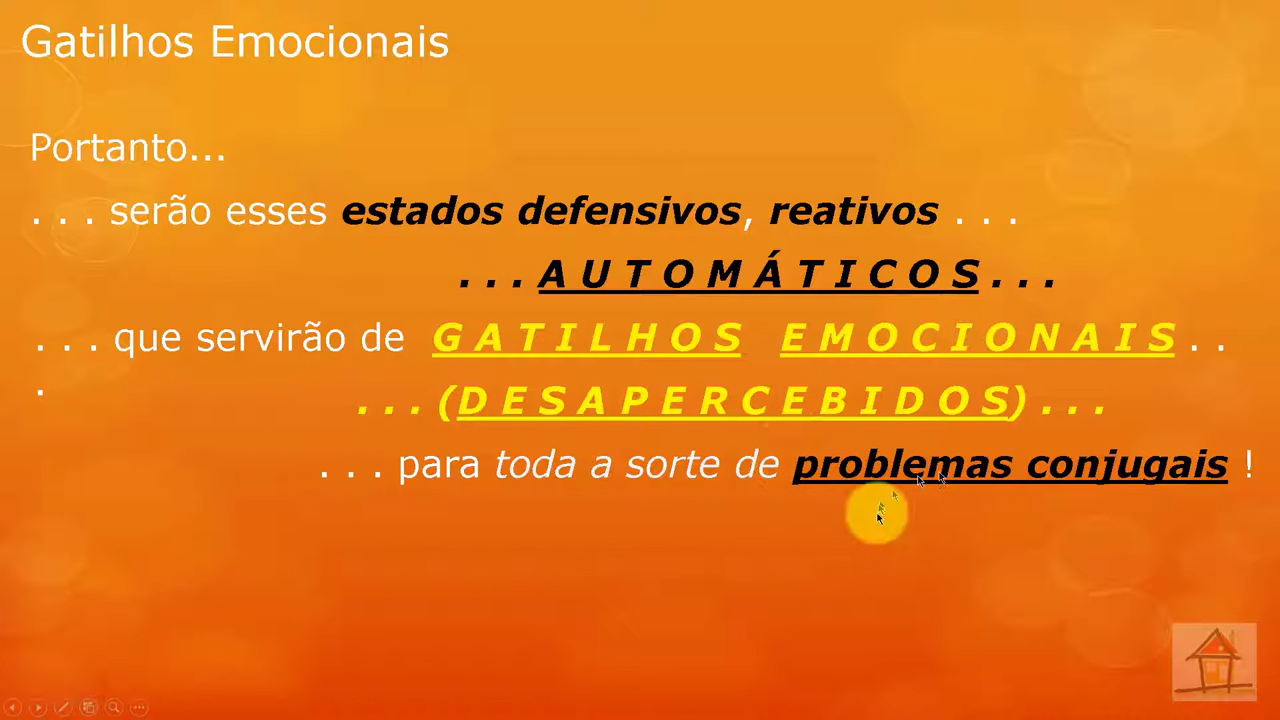 Gatilhos Emocionais
Portanto...
. . . serão esses estados defensivos, reativos . . .
. . . A U T O M Á T I C O S . . .
. . . que servirão de G A T I L H O S E M O C I O N A I S . .
.
. . . (D E S A P E R C E B I D O S) . . .
. . . para toda a sorte de problemas conjugais !